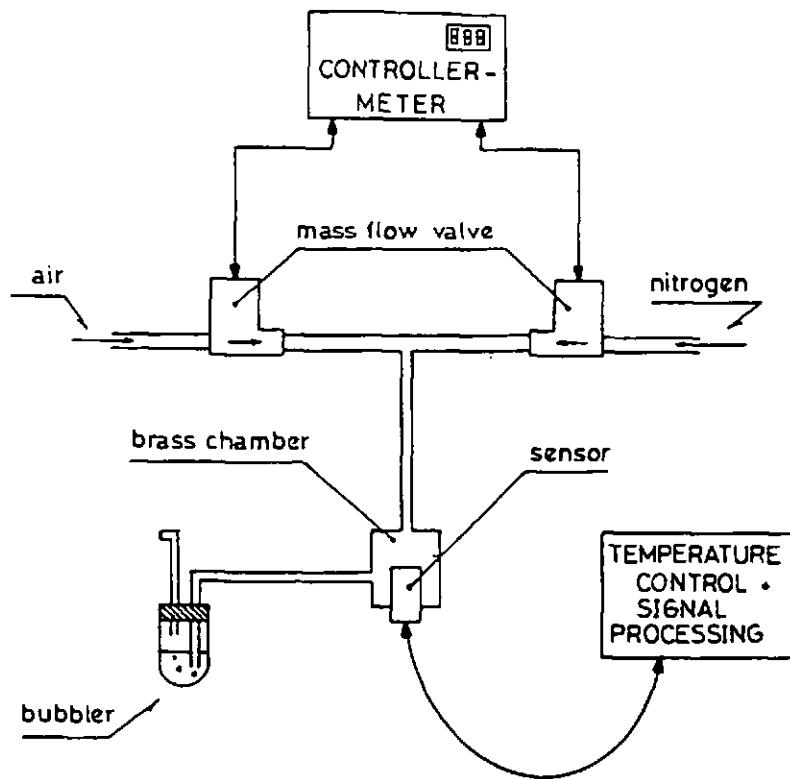 888
CONTROLLER-
METER
mass flow valve
air
nitrogen
brass chamber
sensor
TEMPERATURE
CONTROL •
SIGNAL
PROCESSING
bubbler